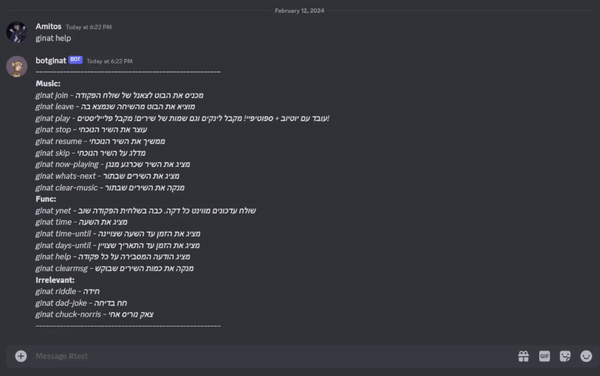 February 12, 2024
Amitos Today at 6:22 PM
ginat help
botginat BOT Today at 6:22 PM
Music:
ginat join - מכניס את הבוט לצאנל של שולח הפקודה
ginat leave - מוציא את הבוט מהשיחה שנמצא בה
ginat play - עובד עם יוטיוב + ספוטיפיי! מקבל לינקים וגם שמות של שירים! מקבל פלייליסטים!
ginat stop - עוצר את השיר הנוכחי
ginat resume - ממשיך את השיר הנוכחי
ginat skip - מדלג על השיר הנוכחי
ginat now-playing - מציג את השיר שכרגע מנגן
ginat whats-next - מציג את השירים שבתור
ginat clear-music - מנקה את השירים שבתור
Func:
ginat ynet - שולח עדכונים מווינט כל דקה. כבה בשלחית הפקודה שוב
ginat time - מציג את השעה
ginat time-until - מציג את הזמן עד השעה שצויינה
ginat days-until - מציג את הזמן עד התאריך שצויין
ginat help - מציג הודעה המסבירה על כל פקודה
ginat clearmsg - מנקה את כמות השירים שבוקש
Irrelevant:
ginat riddle - חידה
ginat dad-joke - חח בדיחה
ginat chuck-norris - צאק נוריס אחי
Message #test
GIF